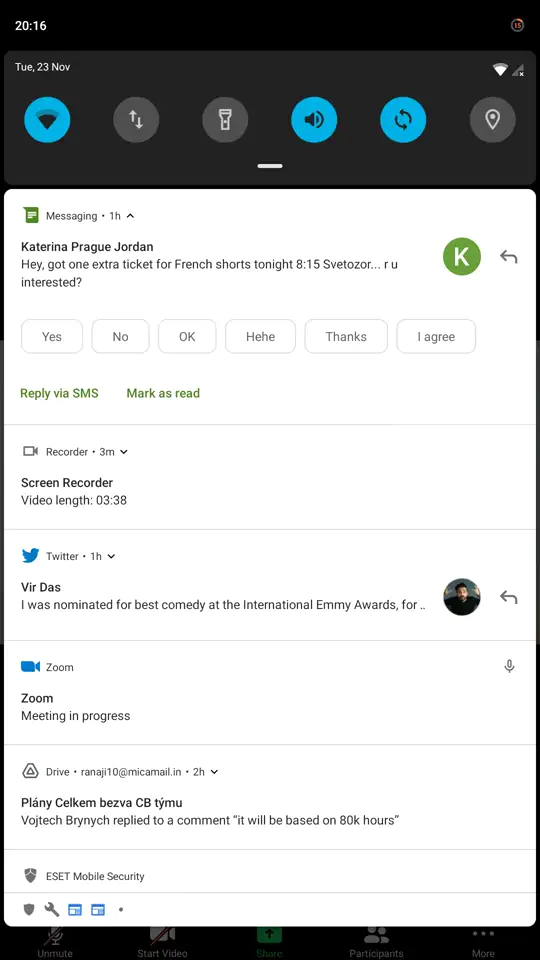 20:16
15
Tue, 23 Nov
Messaging • 1h
Katerina Prague Jordan
Hey, got one extra ticket for French shorts tonight 8:15 Svetozor... r u
interested?
K
Yes
No
OK
Hehe
Thanks
I agree
Reply via SMS
Mark as read
Recorder • 3m
Screen Recorder
Video length: 03:38
Twitter • 1h
Vir Das
I was nominated for best comedy at the International Emmy Awards, for ..
Zoom
Zoom
Meeting in progress
Drive • ranaji10@micamail.in • 2h
Plány Celkem bezva CB týmu
Vojtech Brynych replied to a comment “it will be based on 80k hours”
ESET Mobile Security
Unmute
Start Video
Share
Participants
More